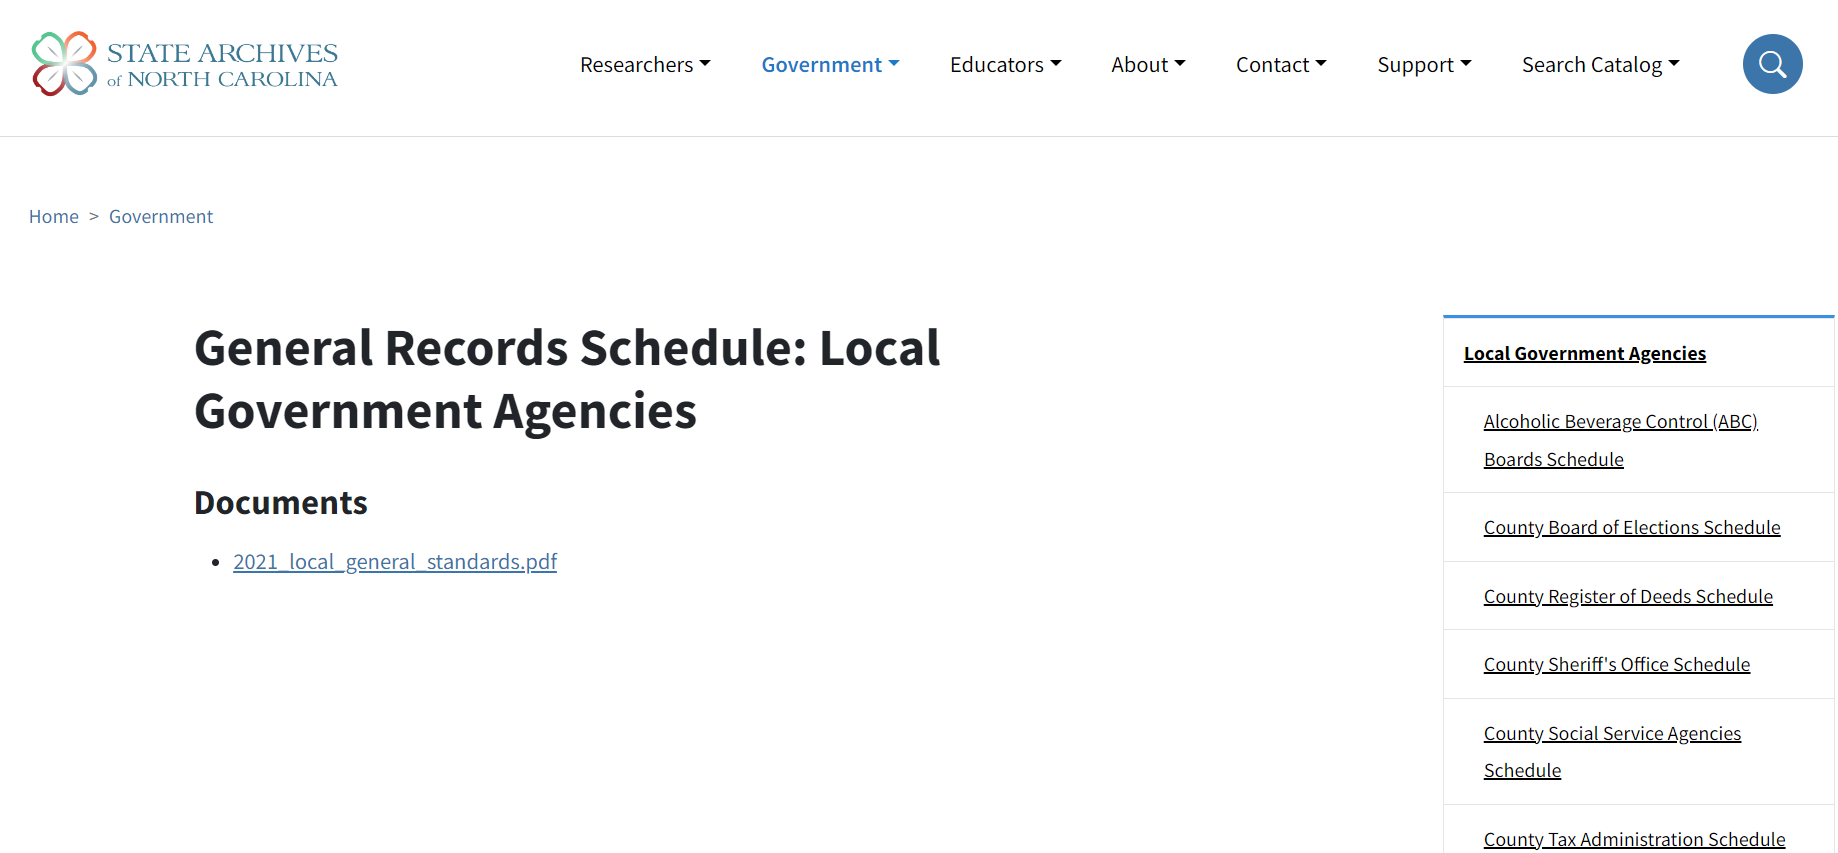 STATE ARCHIVES
of NORTH CAROLINA
Researchers
Government
Educators
About
Contact
Support
Search Catalog
Home > Government
General Records Schedule: Local
Government Agencies
Documents
• 2021_local_general_standards.pdf
Local Government Agencies
Alcoholic Beverage Control (ABC)
Boards Schedule
County Board of Elections Schedule
County Register of Deeds Schedule
County Sheriff's Office Schedule
County Social Service Agencies
Schedule
County Tax Administration Schedule